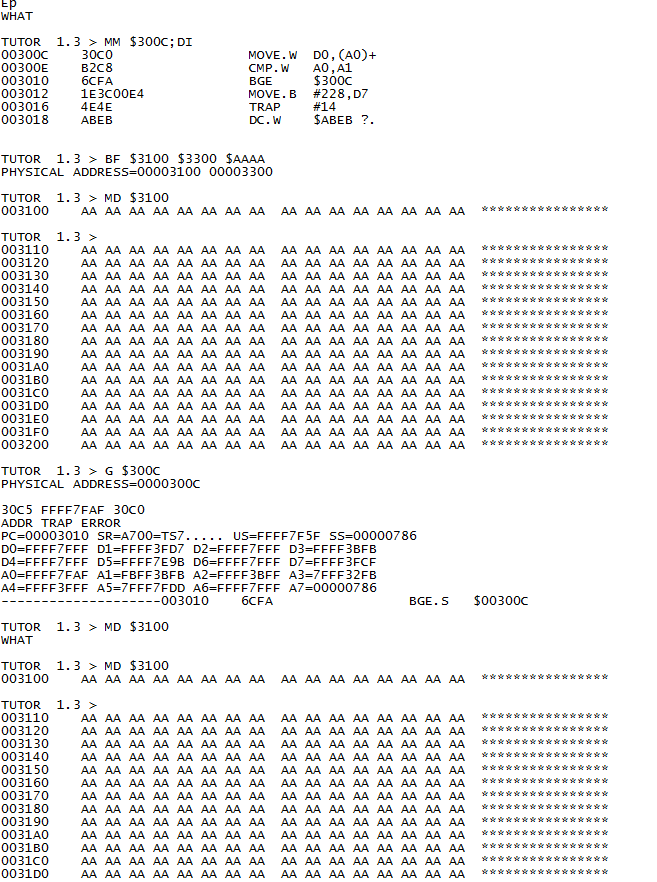 Ep
WHAT
TUTOR  1.3 > MM $300C;DI
00300C    30C0                MOVE.W  D0,(A0)+
00300E    B2C8                CMP.W   A0,A1
003010    6CFA                BGE     $300C
003012    1E3C00E4            MOVE.B  #228,D7
003016    4E4E                TRAP    #14
003018    ABEB                DC.W    $ABEB ?.
TUTOR  1.3 > BF $3100 $3300 $AAAA
PHYSICAL ADDRESS=00003100 00003300
TUTOR  1.3 > MD $3100
003100    AA AA AA AA AA AA AA AA  AA AA AA AA AA AA AA AA  ****************
TUTOR  1.3 >
003110    AA AA AA AA AA AA AA AA  AA AA AA AA AA AA AA AA  ****************
003120    AA AA AA AA AA AA AA AA  AA AA AA AA AA AA AA AA  ****************
003130    AA AA AA AA AA AA AA AA  AA AA AA AA AA AA AA AA  ****************
003140    AA AA AA AA AA AA AA AA  AA AA AA AA AA AA AA AA  ****************
003150    AA AA AA AA AA AA AA AA  AA AA AA AA AA AA AA AA  ****************
003160    AA AA AA AA AA AA AA AA  AA AA AA AA AA AA AA AA  ****************
003170    AA AA AA AA AA AA AA AA  AA AA AA AA AA AA AA AA  ****************
003180    AA AA AA AA AA AA AA AA  AA AA AA AA AA AA AA AA  ****************
003190    AA AA AA AA AA AA AA AA  AA AA AA AA AA AA AA AA  ****************
0031A0    AA AA AA AA AA AA AA AA  AA AA AA AA AA AA AA AA  ****************
0031B0    AA AA AA AA AA AA AA AA  AA AA AA AA AA AA AA AA  ****************
0031C0    AA AA AA AA AA AA AA AA  AA AA AA AA AA AA AA AA  ****************
0031D0    AA AA AA AA AA AA AA AA  AA AA AA AA AA AA AA AA  ****************
0031E0    AA AA AA AA AA AA AA AA  AA AA AA AA AA AA AA AA  ****************
0031F0    AA AA AA AA AA AA AA AA  AA AA AA AA AA AA AA AA  ****************
003200    AA AA AA AA AA AA AA AA  AA AA AA AA AA AA AA AA  ****************
TUTOR  1.3 > G $300C
PHYSICAL ADDRESS=0000300C
30C5 FFFF7FAF 30C0
ADDR TRAP ERROR
PC=00003010 SR=A700=TS7..... US=FFFF7F5F SS=00000786
D0=FFFF7FFF D1=FFFF3FD7 D2=FFFF7FFF D3=FFFF3BFB
D4=FFFF7FFF D5=FFFF7E9B D6=FFFF7FFF D7=FFFF3FCF
A0=FFFF7FAF A1=FBFF3BFB A2=FFFF3BFF A3=7FFF32FB
A4=FFFF3FFF A5=7FFF7FDD A6=FFFF7FFF A7=00000786
--------------------003010    6CFA                BGE.S   $00300C
TUTOR  1.3 > MD $3100
WHAT
TUTOR  1.3 > MD $3100
003100    AA AA AA AA AA AA AA AA  AA AA AA AA AA AA AA AA  ****************
TUTOR  1.3 >
003110    AA AA AA AA AA AA AA AA  AA AA AA AA AA AA AA AA  ****************
003120    AA AA AA AA AA AA AA AA  AA AA AA AA AA AA AA AA  ****************
003130    AA AA AA AA AA AA AA AA  AA AA AA AA AA AA AA AA  ****************
003140    AA AA AA AA AA AA AA AA  AA AA AA AA AA AA AA AA  ****************
003150    AA AA AA AA AA AA AA AA  AA AA AA AA AA AA AA AA  ****************
003160    AA AA AA AA AA AA AA AA  AA AA AA AA AA AA AA AA  ****************
003170    AA AA AA AA AA AA AA AA  AA AA AA AA AA AA AA AA  ****************
003180    AA AA AA AA AA AA AA AA  AA AA AA AA AA AA AA AA  ****************
003190    AA AA AA AA AA AA AA AA  AA AA AA AA AA AA AA AA  ****************
0031A0    AA AA AA AA AA AA AA AA  AA AA AA AA AA AA AA AA  ****************
0031B0    AA AA AA AA AA AA AA AA  AA AA AA AA AA AA AA AA  ****************
0031C0    AA AA AA AA AA AA AA AA  AA AA AA AA AA AA AA AA  ****************
0031D0    AA AA AA AA AA AA AA AA  AA AA AA AA AA AA AA AA  ****************